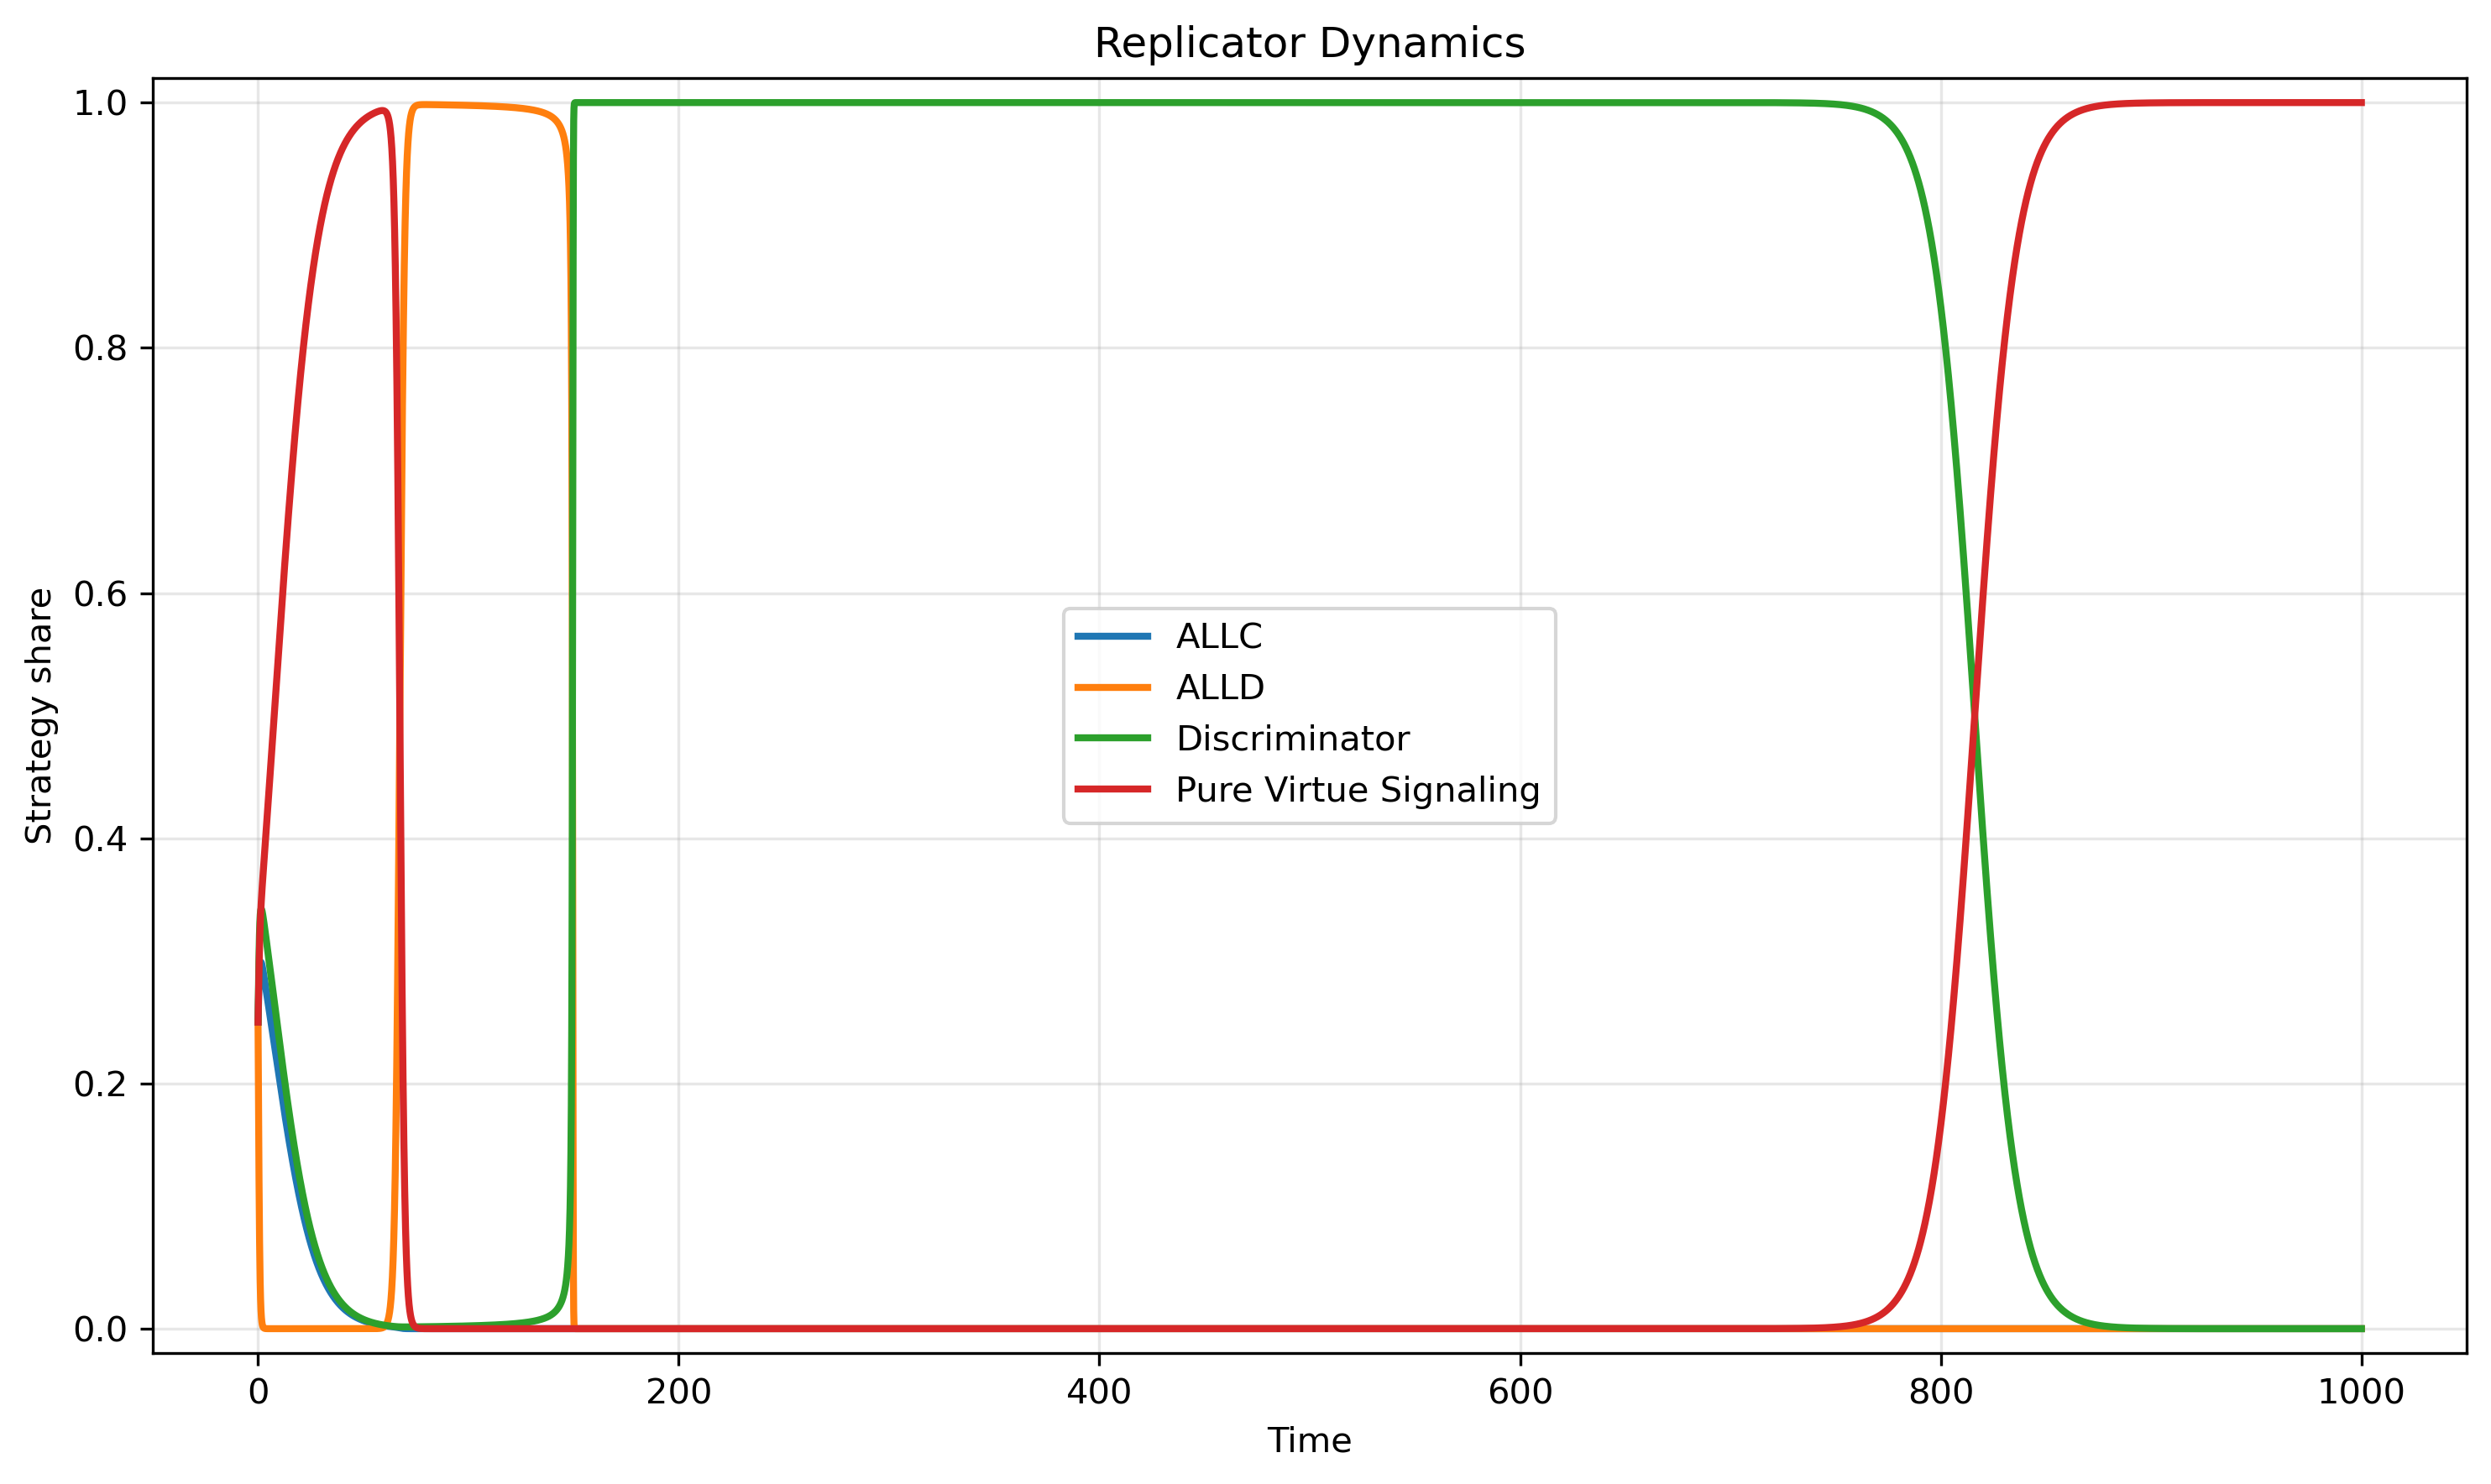 Replicator Dynamics
Strategy share
1.0
0.8
0.6
0.4
0.2
0.0
ALLC
ALLD
Discriminator
Pure Virtue Signaling
0 200 400 600 800 1000
Time